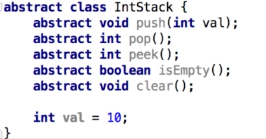 abstract class IntStack {
    abstract void push(int val);
    abstract int pop();
    abstract int peek();
    abstract boolean isEmpty();
    abstract void clear();

    int val = 10;
}